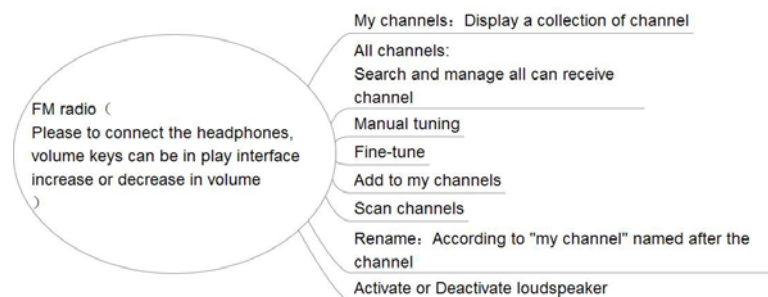 FM radio（
Please to connect the headphones,
volume keys can be in play interface
increase or decrease in volume
）
My channels：Display a collection of channel
All channels:
Search and manage all can receive
channel
Manual tuning
Fine-tune
Add to my channels
Scan channels
Rename：According to "my channel" named after the
channel
Activate or Deactivate loudspeaker